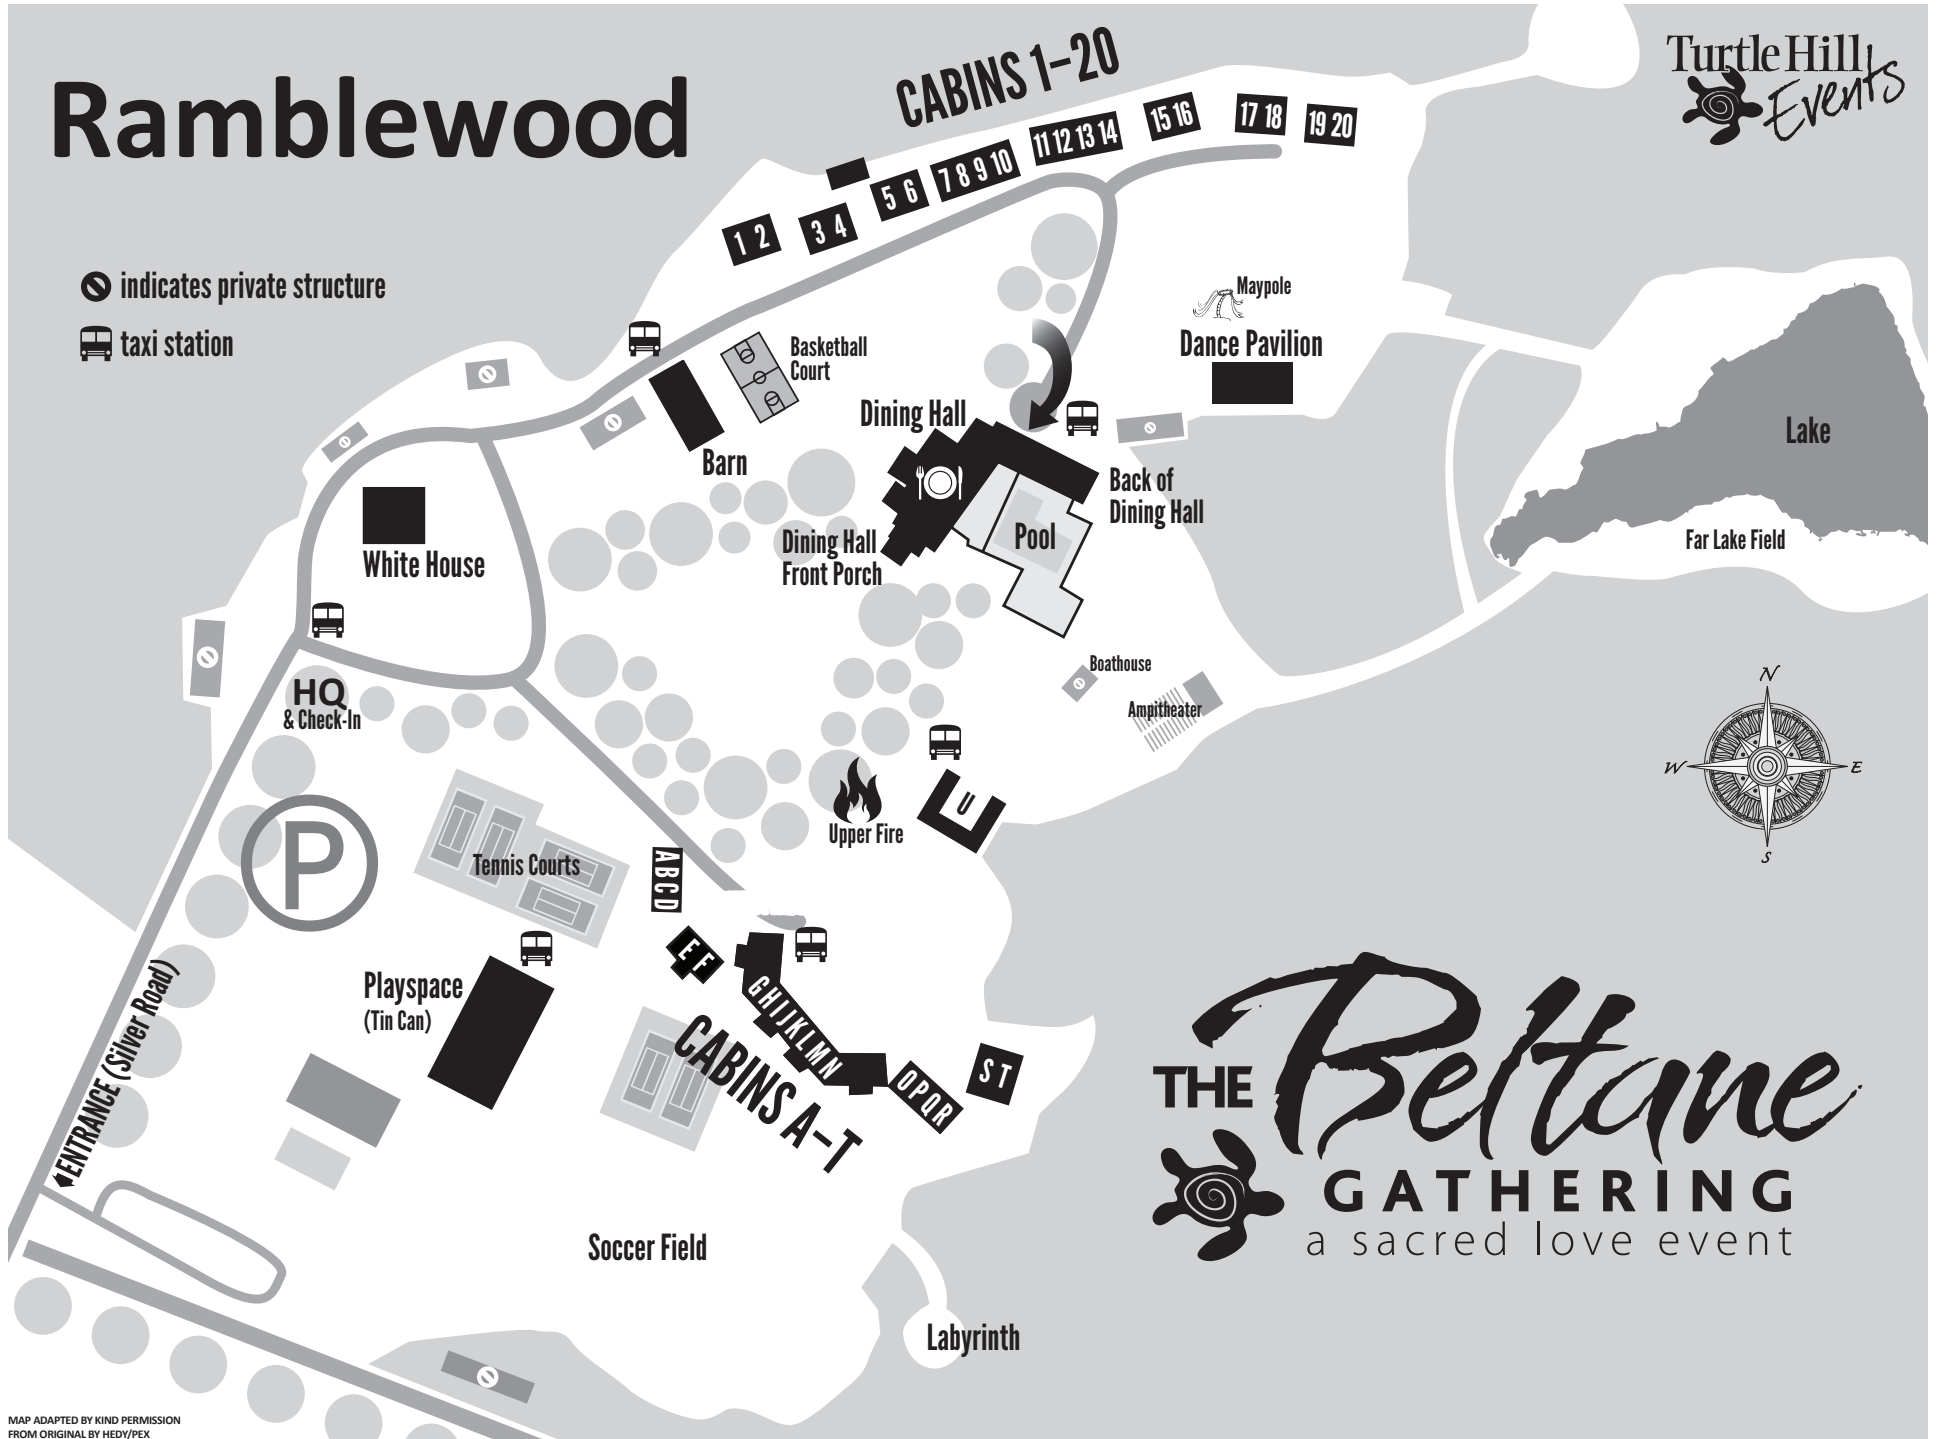 Ramblewood
CABINS 1–20
Turtle Hill
Events
indicates private structure
taxi station
1 2
3 4
5 6
7 8 9 10
11 12 13 14
15 16
17 18
19 20
Maypole
Dance Pavilion
Basketball
Court
Dining Hall
Barn
Back of
Dining Hall
Lake
Far Lake Field
Pool
Dining Hall
Front Porch
White House
Boathouse
Ampitheater
HQ
& Check-In
N
W
E
S
P
Tennis Courts
Upper Fire
U
A B C D
E F
G H I J K L M N
O P Q R
S T
CABINS A–T
Playspace
(Tin Can)
ENTRANCE (Silver Road)
Soccer Field
Labyrinth
THE Beltane
GATHERING
a sacred love event
MAP ADAPTED BY KIND PERMISSION
FROM ORIGINAL BY HEDY/PEX